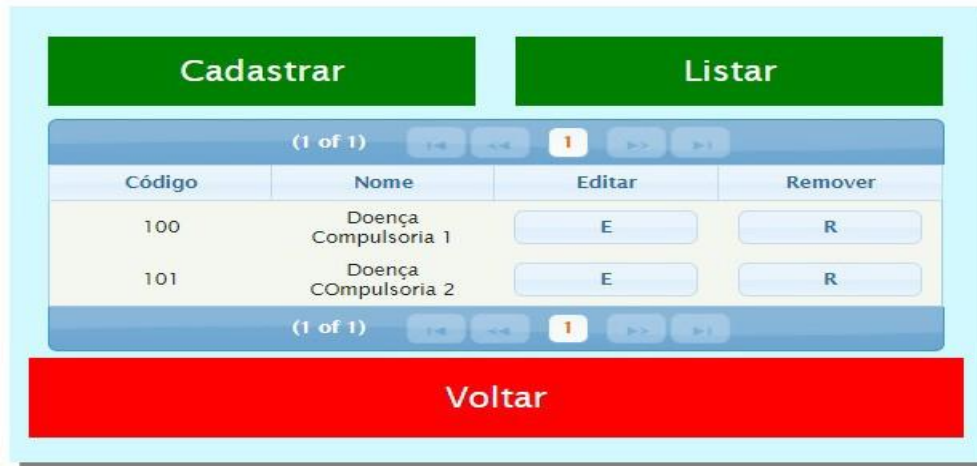 Cadastrar Listar
(1 of 1) 1
Código Nome Editar Remover
100 Doença Compulsoria 1 E R
101 Doença COmpulsoria 2 E R
(1 of 1) 1
Voltar